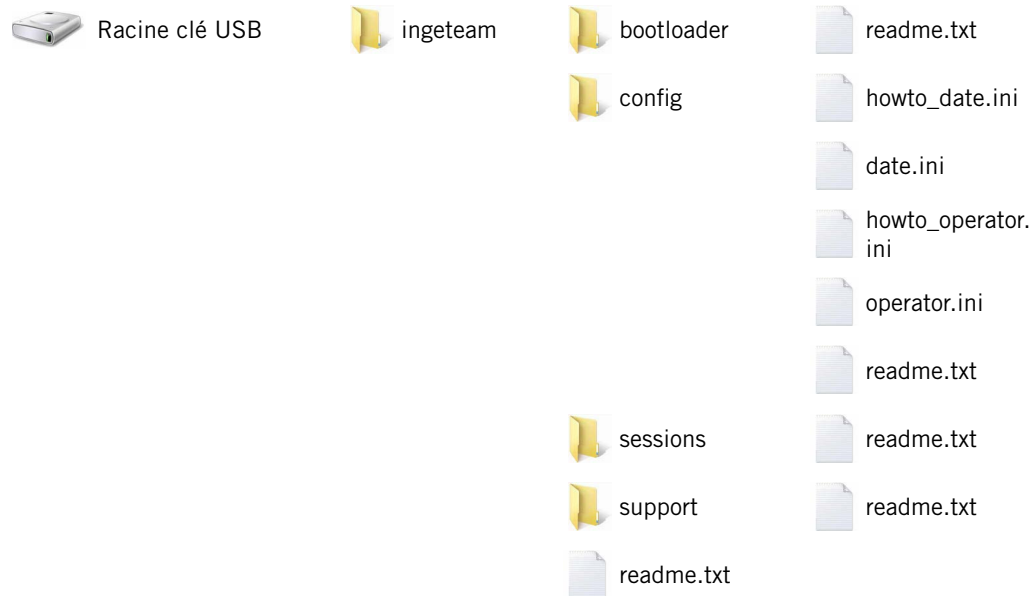 Racine clé USB ingeteam bootloader readme.txt
config howto_date.ini
date.ini
howto_operator.
ini
operator.ini
readme.txt
sessions readme.txt
support readme.txt
readme.txt